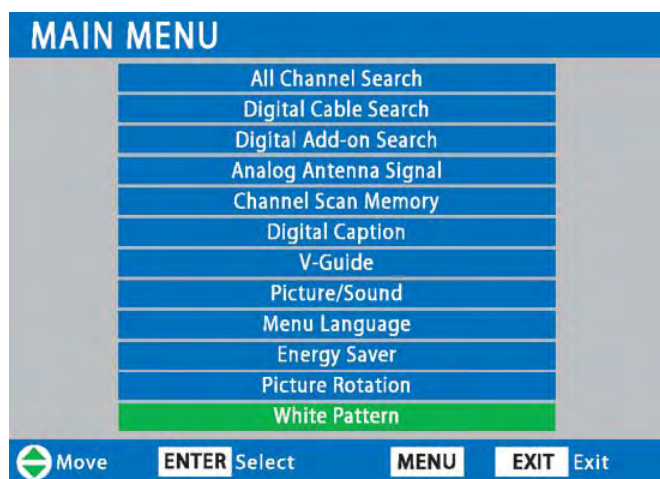 MAIN MENU
All Channel Search
Digital Cable Search
Digital Add-on Search
Analog Antenna Signal
Channel Scan Memory
Digital Caption
V-Guide
Picture/Sound
Menu Language
Energy Saver
Picture Rotation
White Pattern
Move ENTER Select MENU EXIT Exit